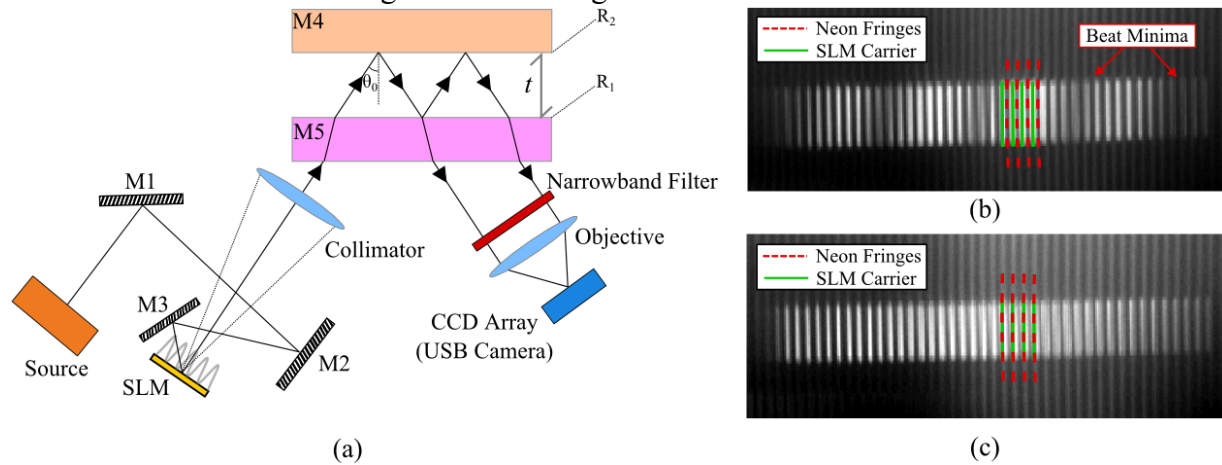 M4
R₂
θ₀
t
R₁
M5
M1
Narrowband Filter
Objective
Collimator
M3
CCD Array
(USB Camera)
M2
Source
SLM
(a)
Neon Fringes
SLM Carrier
Beat Minima
(b)
Neon Fringes
SLM Carrier
(c)